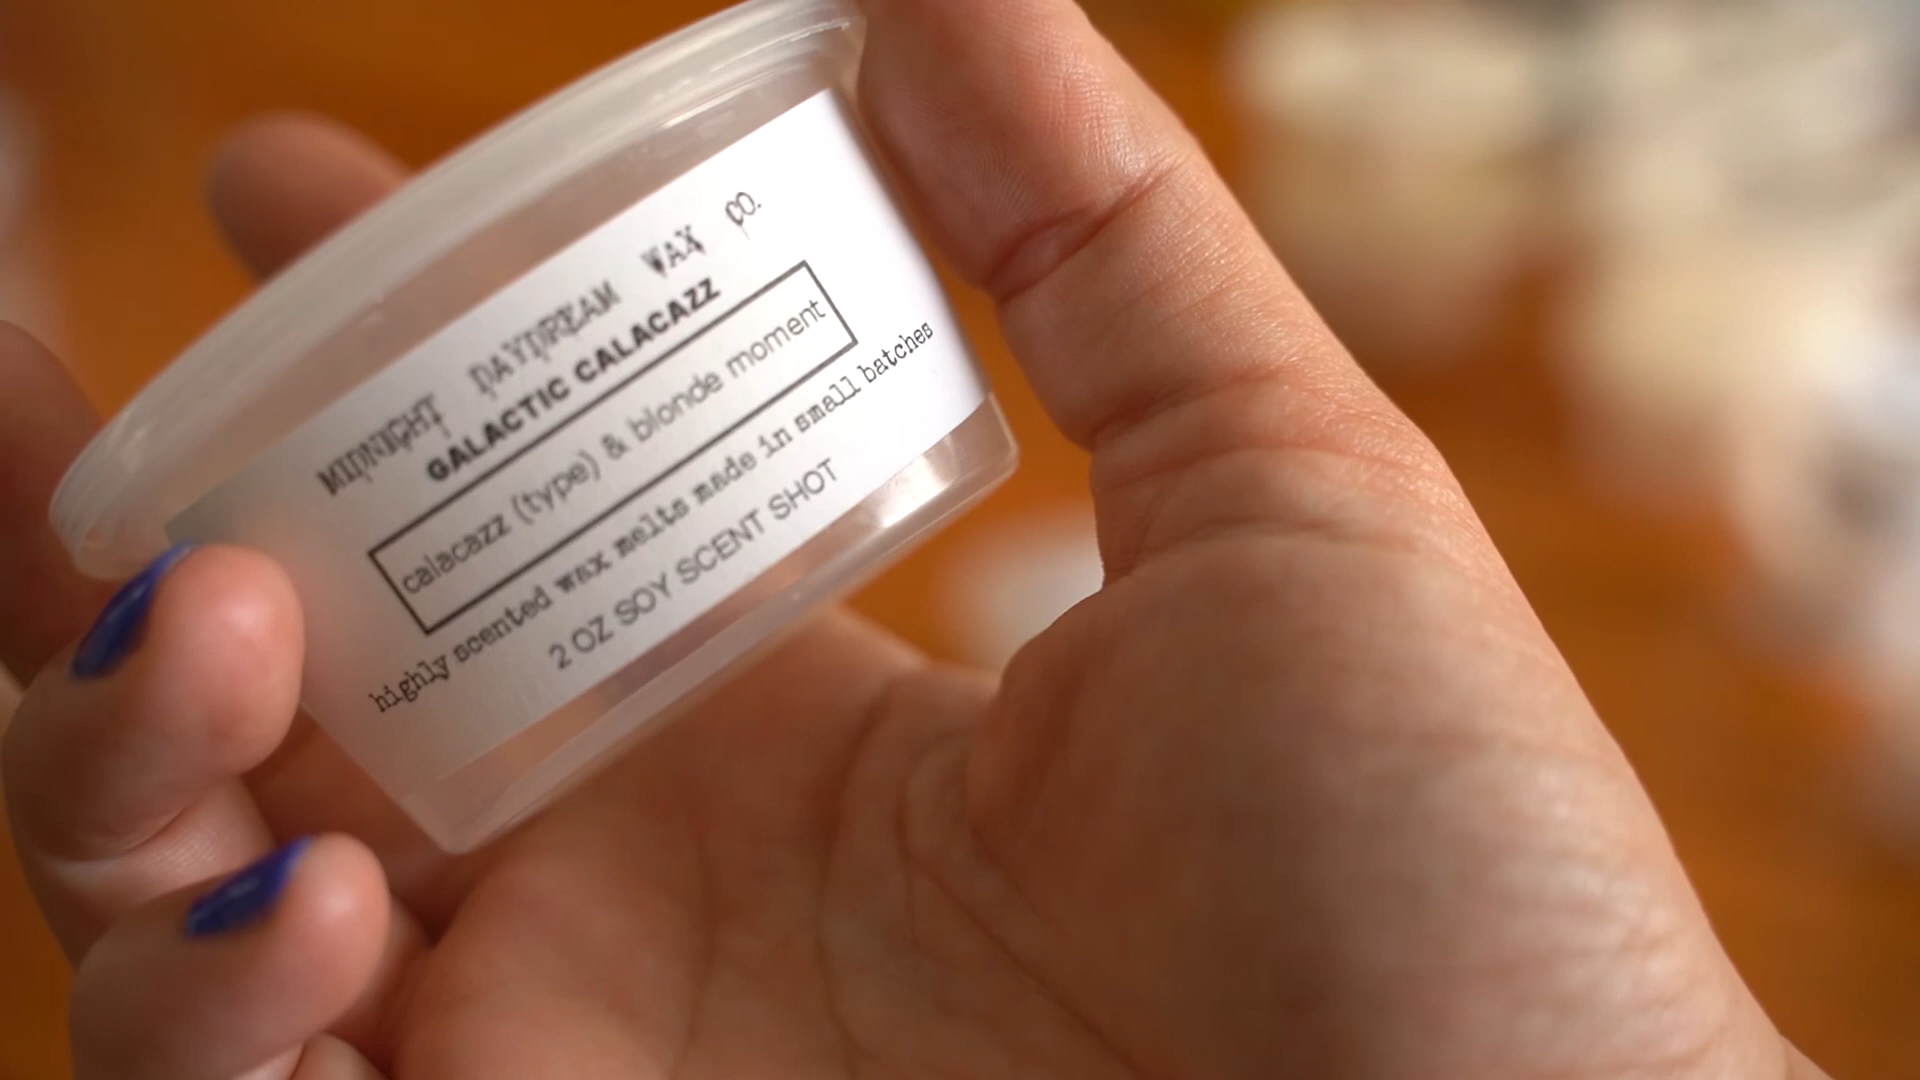 MIDNIGHT DAYDREAM WAX CO.
GALACTIC CALACAZZ
calacazz (type) & blonde moment
highly scented wax melts made in small batches
2 OZ SOY SCENT SHOT